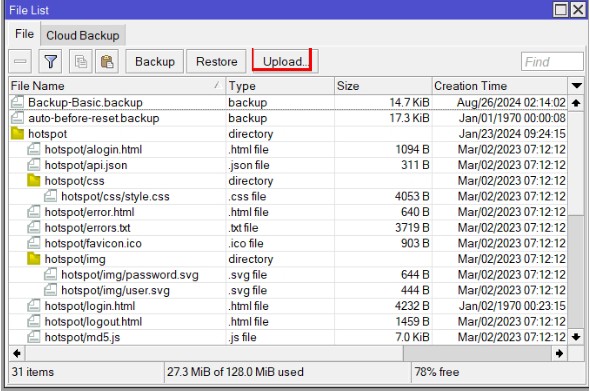 File List
File Cloud Backup
Backup Restore Upload... Find
File Name Type Size Creation Time
Backup-Basic.backup backup 14.7 KiB Aug/26/2024 02:14:02
auto-before-reset.backup backup 17.3 KiB Jan/01/1970 00:00:08
hotspot directory Jan/23/2024 09:24:15
hotspot/alogin.html .html file 1094 B Mar/02/2023 07:12:12
hotspot/api.json .json file 311 B Mar/02/2023 07:12:12
hotspot/css directory Mar/02/2023 07:12:12
hotspot/css/style.css .css file 4053 B Mar/02/2023 07:12:12
hotspot/error.html .html file 640 B Mar/02/2023 07:12:12
hotspot/errors.txt .txt file 3719 B Mar/02/2023 07:12:12
hotspot/favicon.ico .ico file 903 B Mar/02/2023 07:12:12
hotspot/img directory Mar/02/2023 07:12:12
hotspot/img/password.svg .svg file 644 B Mar/02/2023 07:12:12
hotspot/img/user.svg .svg file 444 B Mar/02/2023 07:12:12
hotspot/login.html .html file 4232 B Jan/02/1970 00:23:15
hotspot/logout.html .html file 1459 B Mar/02/2023 07:12:12
hotspot/md5.js .js file 7.0 KiB Mar/02/2023 07:12:12
31 items 27.3 MiB of 128.0 MiB used 78% free